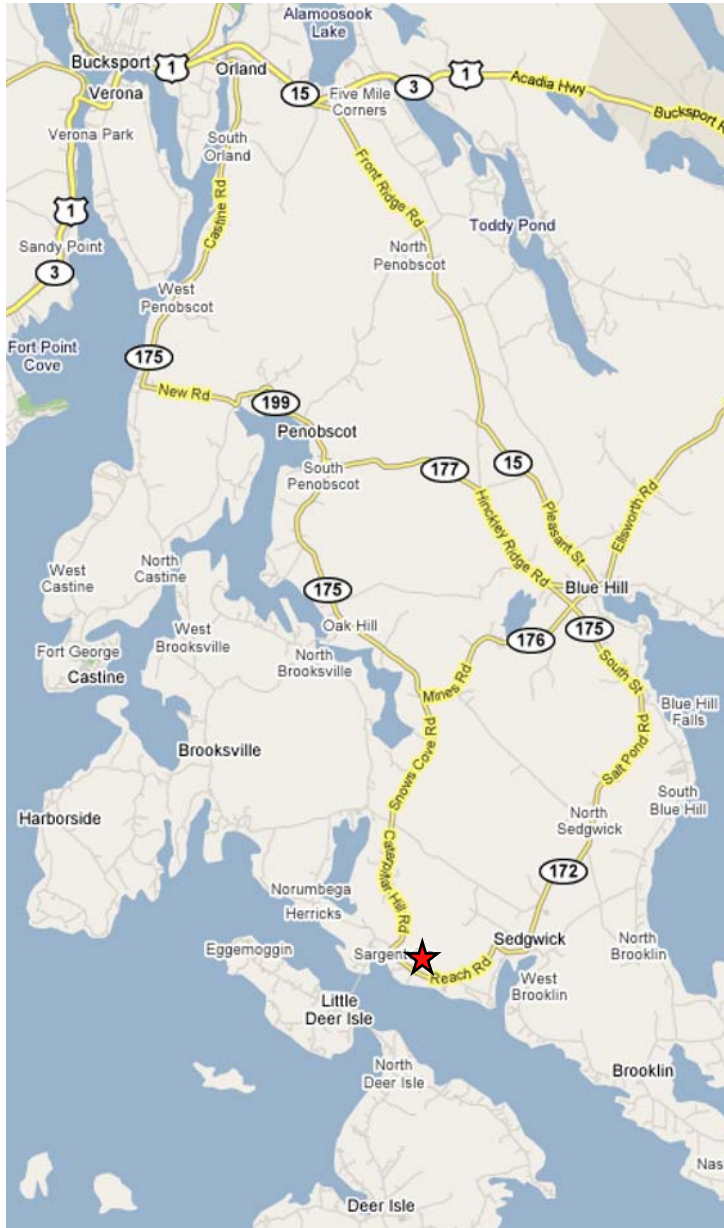 Alamoosook
Lake
Bucksport
1
Orland
Verona
15
Five Mile
Corners
3
1
Acadia Hwy
Bucksport
Verona Park
South
Orland
Front Ridge Rd
Castine Rd
1
Toddy Pond
Sandy Point
North
Penobscot
3
West
Penobscot
Fort Point
Cove
175
New Rd
199
Penobscot
South
Penobscot
177
15
Hinckley Ridge Rd
Pleasant St
Ellsworth Rd
West
Castine
North
Castine
175
Blue Hill
Oak Hill
West
Brooksville
176
175
Fort George
Castine
North
Brooksville
South St
Mines Rd
Blue Hill
Falls
Brooksville
Snows Cove Rd
Salt Pond Rd
South
Blue Hill
Harborside
North
Sedgwick
Caterpillar Hill Rd
172
Norumbega
Herricks
Eggemoggin
Sargent
Sedgwick
North
Brooklin
Reach Rd
West
Brooklin
Little
Deer Isle
North
Deer Isle
Brooklin
Nas
Deer Isle